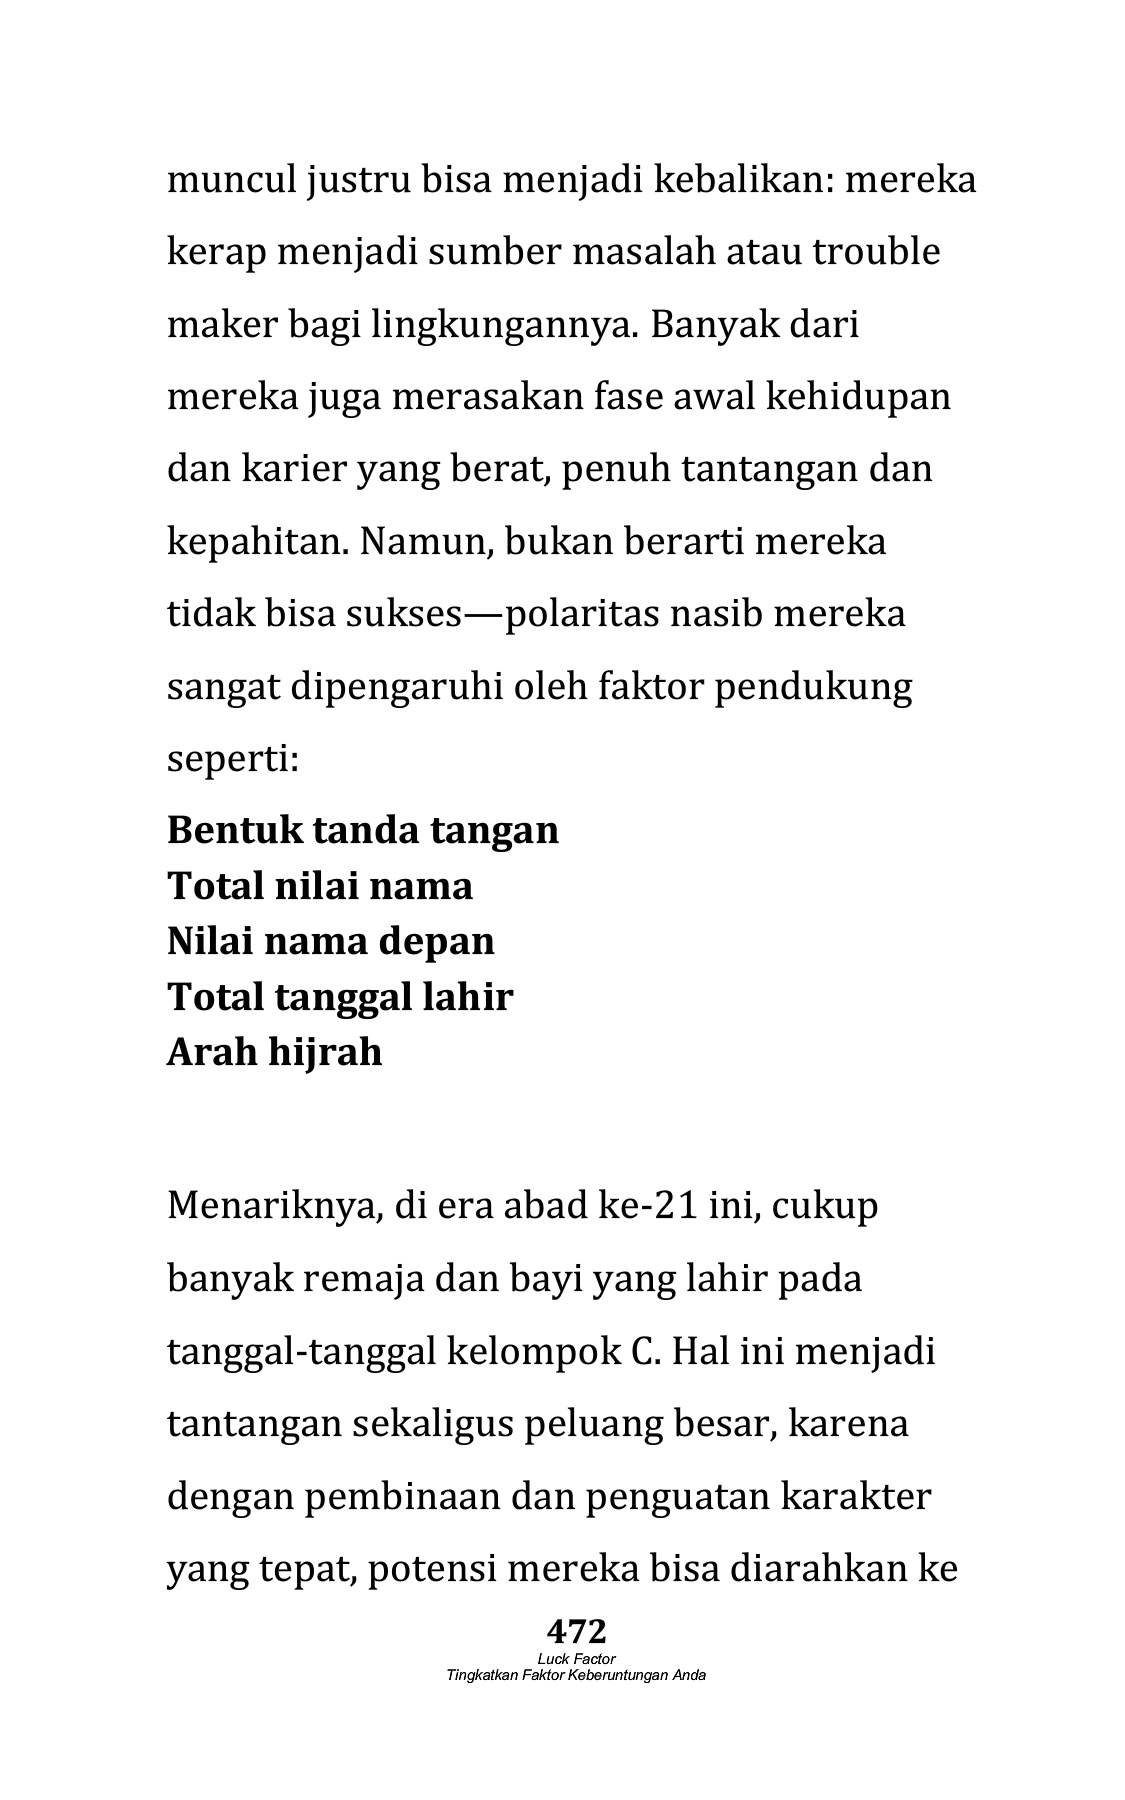 muncul justru bisa menjadi kebalikan: mereka
kerap menjadi sumber masalah atau trouble
maker bagi lingkungannya. Banyak dari
mereka juga merasakan fase awal kehidupan
dan karier yang berat, penuh tantangan dan
kepahitan. Namun, bukan berarti mereka
tidak bisa sukses—polaritas nasib mereka
sangat dipengaruhi oleh faktor pendukung
seperti:
Bentuk tanda tangan
Total nilai nama
Nilai nama depan
Total tanggal lahir
Arah hijrah
Menariknya, di era abad ke-21 ini, cukup
banyak remaja dan bayi yang lahir pada
tanggal-tanggal kelompok C. Hal ini menjadi
tantangan sekaligus peluang besar, karena
dengan pembinaan dan penguatan karakter
yang tepat, potensi mereka bisa diarahkan ke
472
Luck Factor
Tingkatkan Faktor Keberuntungan Anda